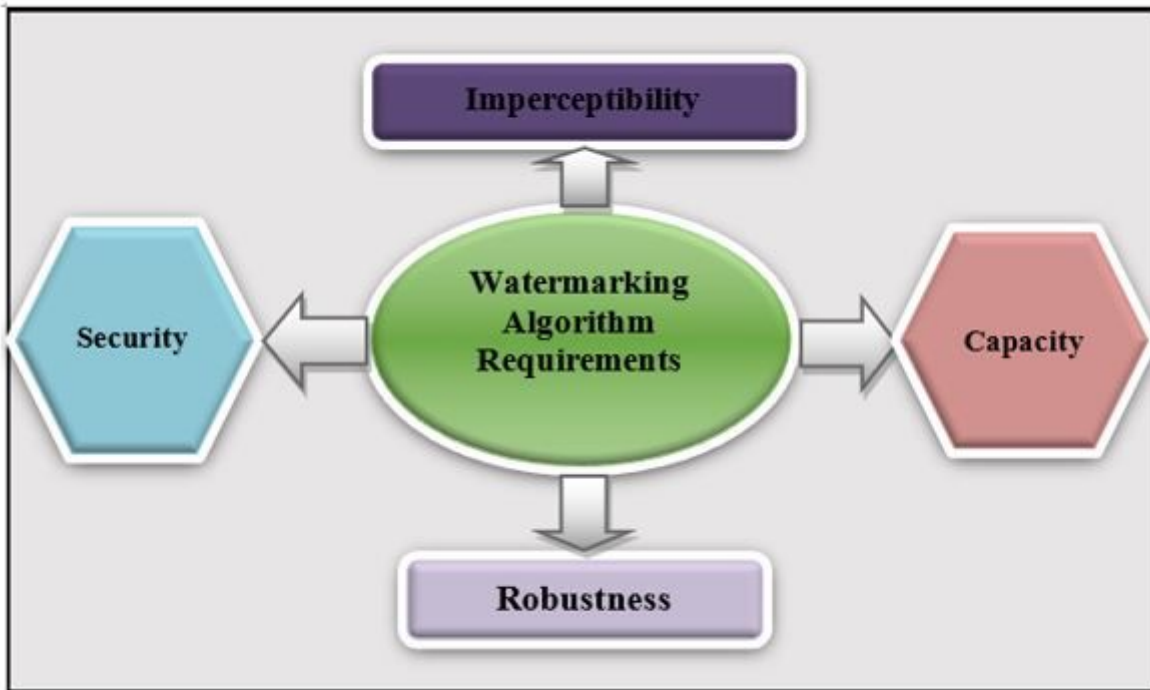 Imperceptibility
Watermarking
Algorithm
Requirements
Security
Capacity
Robustness